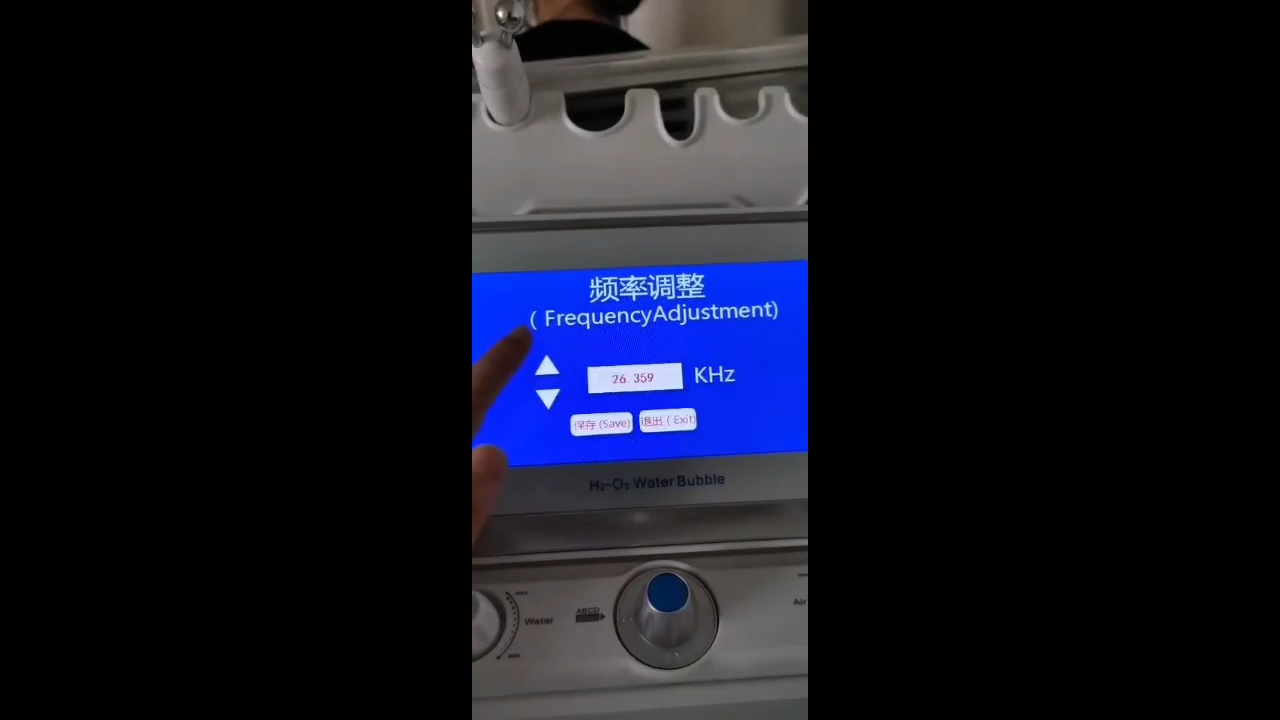 频率调整
( FrequencyAdjustment)
26.359 KHz
保存(Save) 退出(Exit)
H₂-O₂ Water Bubble
Water
ABCD
Air